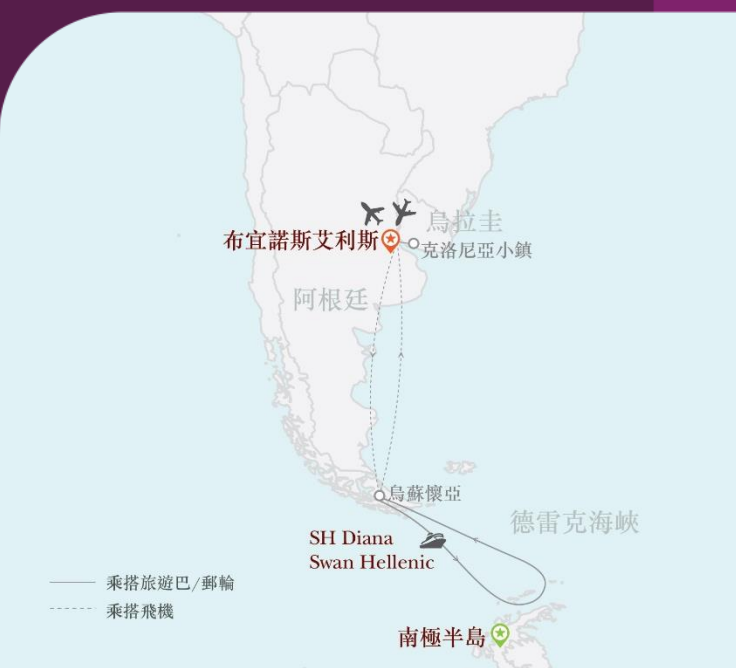 烏拉圭
布宜諾斯艾利斯
克洛尼亞小鎮
阿根廷
烏蘇懷亞
德雷克海峽
SH Diana
Swan Hellenic
乘搭旅遊巴/郵輪
乘搭飛機
南極半島